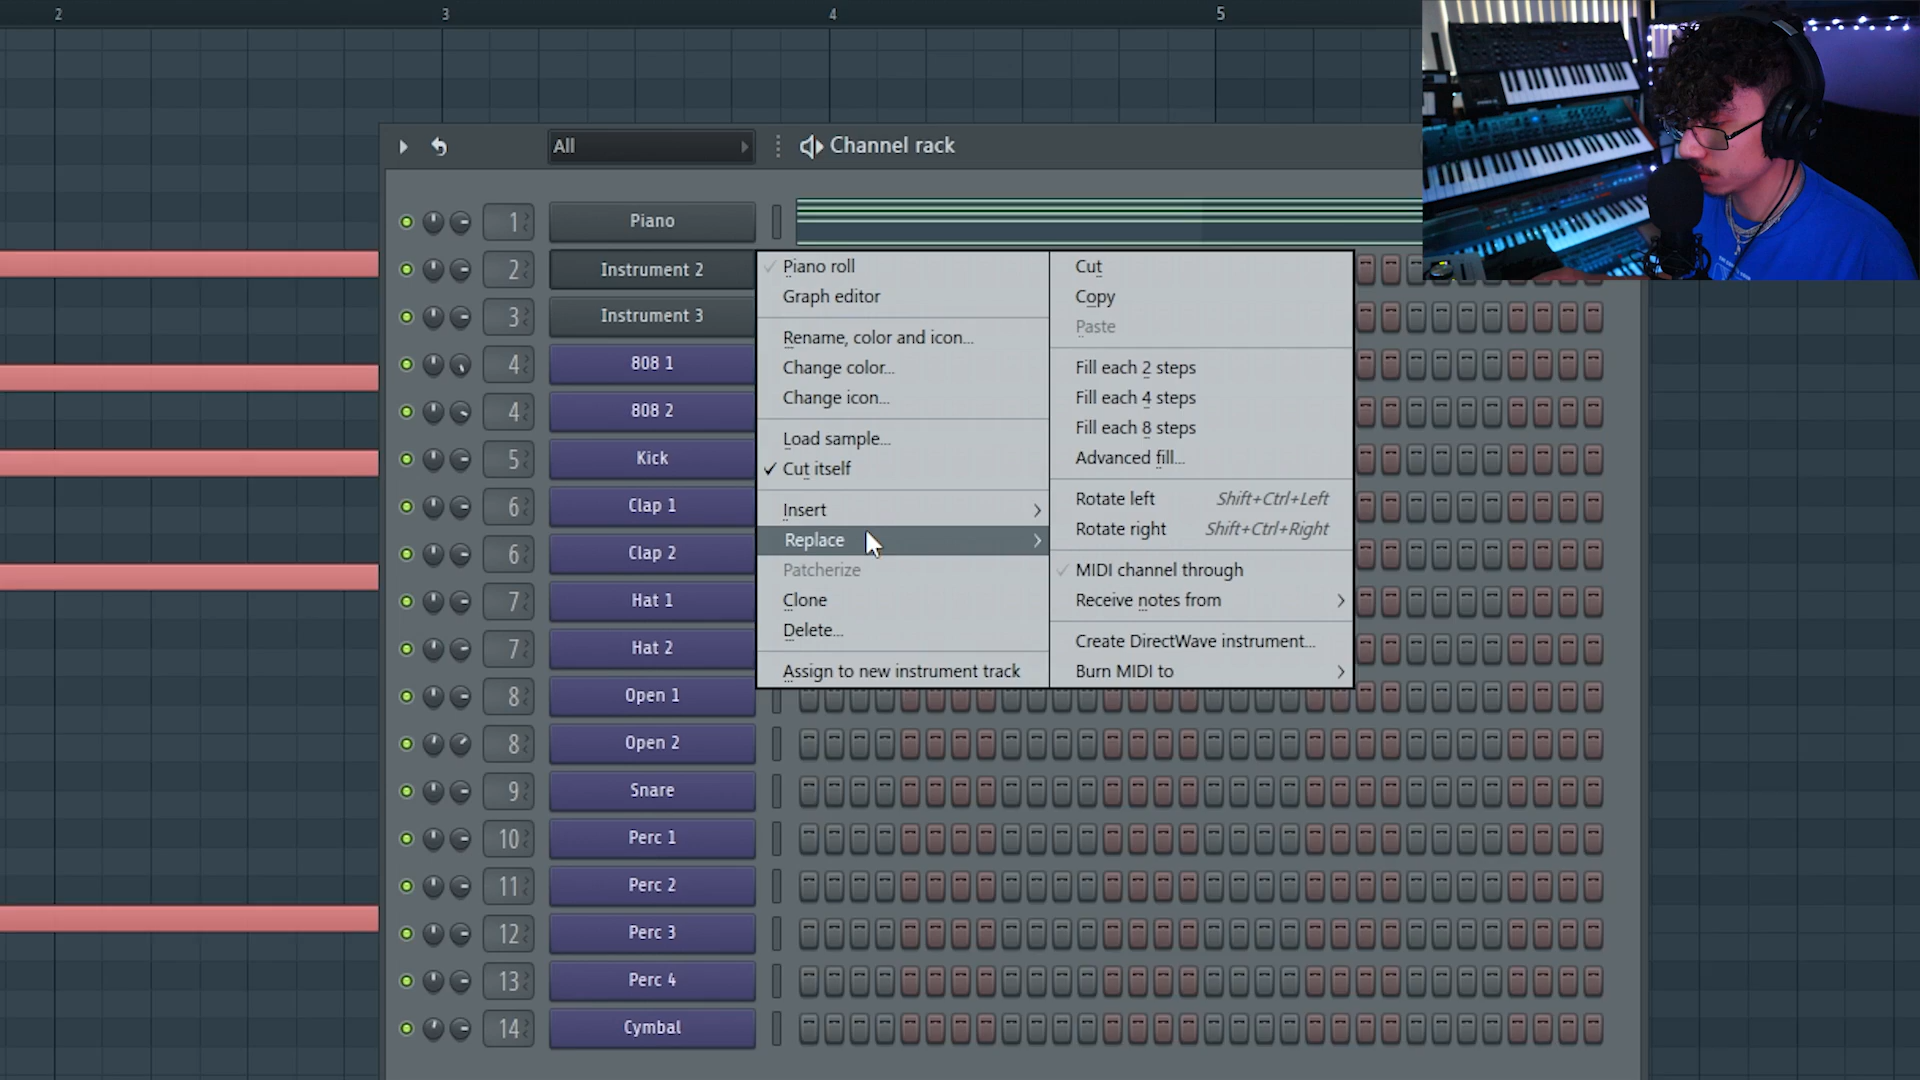 2 3 4 5
All Channel rack
1 Piano
2 Instrument 2
3 Instrument 3
4 808 1
4 808 2
5 Kick
6 Clap 1
6 Clap 2
7 Hat 1
7 Hat 2
8 Open 1
8 Open 2
9 Snare
10 Perc 1
11 Perc 2
12 Perc 3
13 Perc 4
14 Cymbal
Piano roll
Graph editor
Rename, color and icon...
Change color...
Change icon...
Load sample...
Cut itself
Insert
Replace
Patcherize
Clone
Delete...
Assign to new instrument track
Cut
Copy
Paste
Fill each 2 steps
Fill each 4 steps
Fill each 8 steps
Advanced fill...
Rotate left Shift+Ctrl+Left
Rotate right Shift+Ctrl+Right
MIDI channel through
Receive notes from
Create DirectWave instrument...
Burn MIDI to